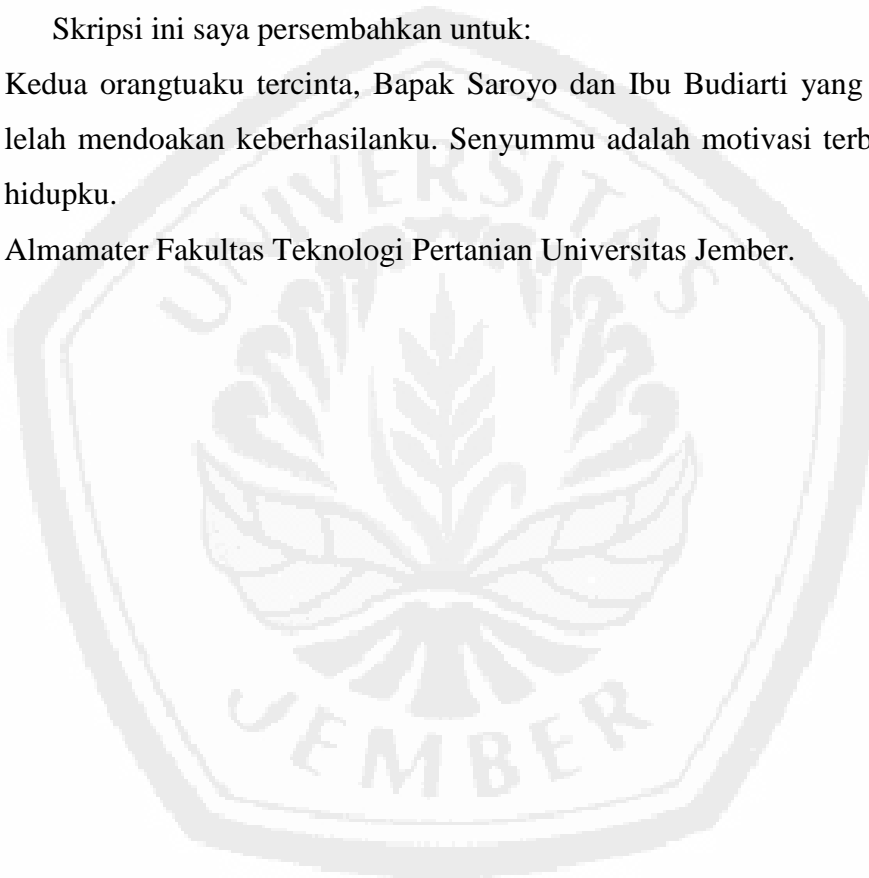 Skripsi ini saya persembahkan untuk:
Kedua orangtuaku tercinta, Bapak Saroyo dan Ibu Budiarti yang
lelah mendoakan keberhasilanku. Senyummu adalah motivasi terb
hidupku.
Almamater Fakultas Teknologi Pertanian Universitas Jember.
UNIVERSITAS
JEMBER